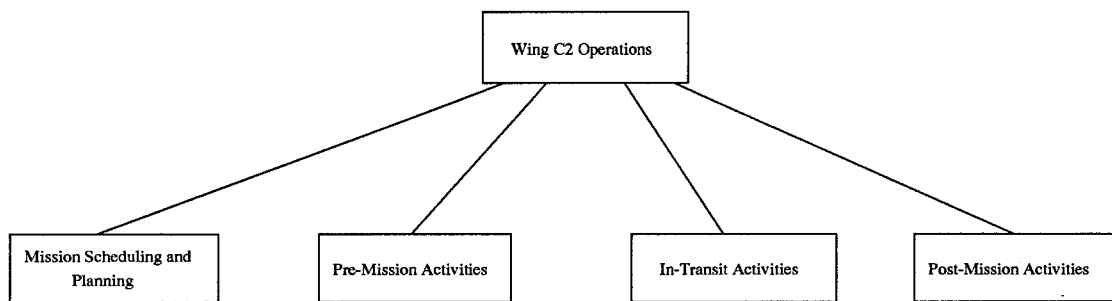 Wing C2 Operations
Mission Scheduling and
Planning
Pre-Mission Activities
In-Transit Activities
Post-Mission Activities